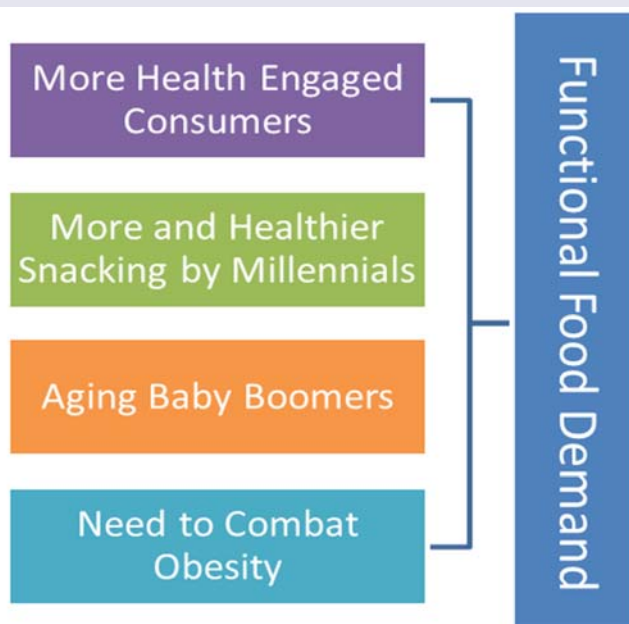 More Health Engaged
Consumers
More and Healthier
Snacking by Millennials
Aging Baby Boomers
Need to Combat
Obesity
Functional Food Demand